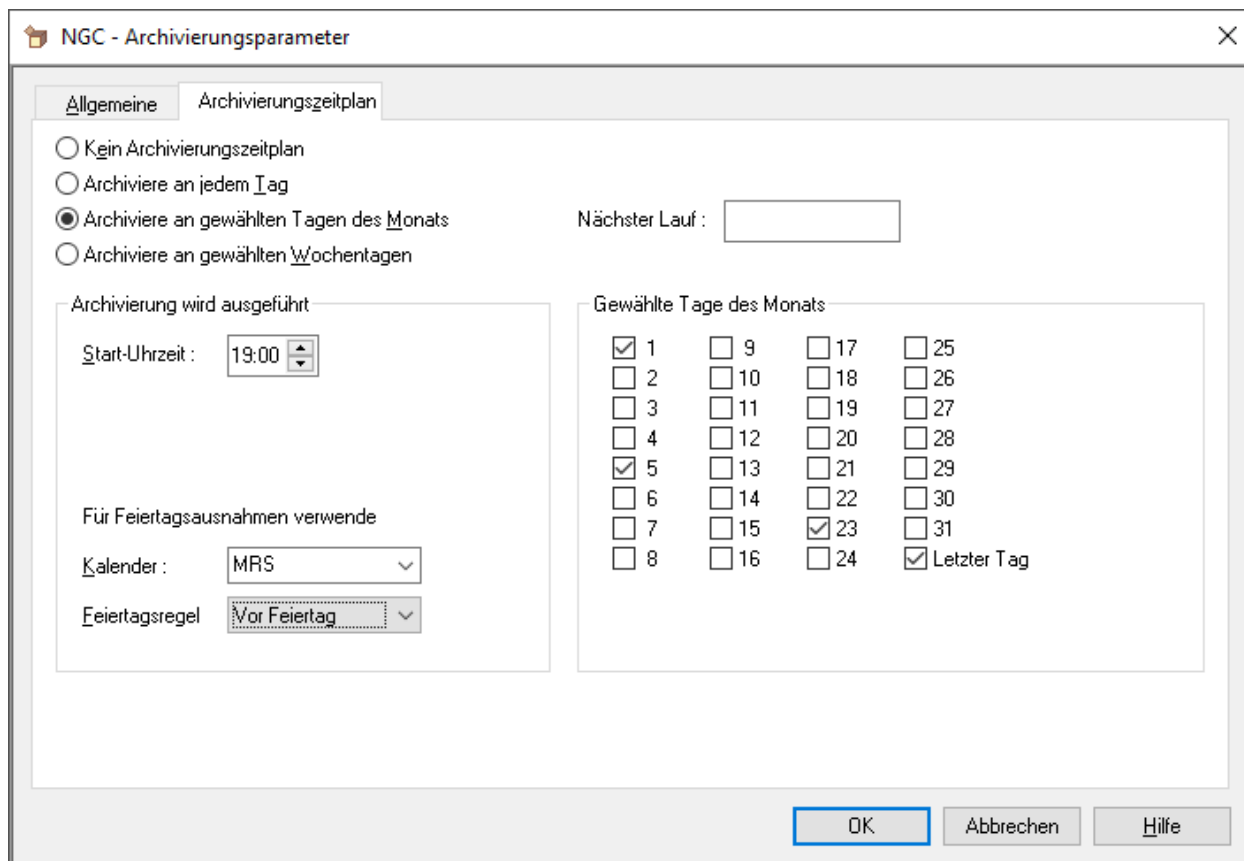 NGC - Archivierungsparameter
Allgemeine Archivierungszeitplan
Kein Archivierungszeitplan
Archiviere an jedem Tag
Archiviere an gewählten Tagen des Monats
Nächster Lauf :
Archiviere an gewählten Wochentagen
Archivierung wird ausgeführt
Start-Uhrzeit : 19:00
Für Feiertagsausnahmen verwende
Kalender : MRS
Feiertagsregel Vor Feiertag
Gewählte Tage des Monats
1 9 17 25
2 10 18 26
3 11 19 27
4 12 20 28
5 13 21 29
6 14 22 30
7 15 23 31
8 16 24 Letzter Tag
OK Abbrechen Hilfe